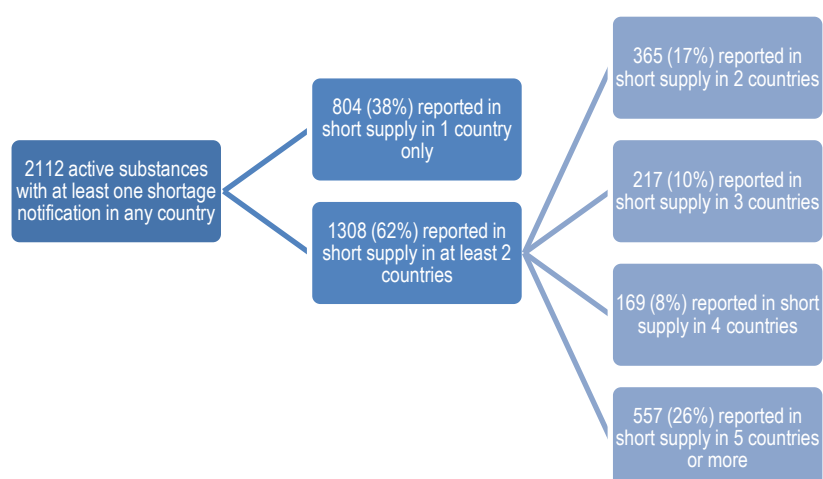 2112 active substances
with at least one shortage
notification in any country
804 (38%) reported in
short supply in 1 country
only
1308 (62%) reported in
short supply in at least 2
countries
365 (17%) reported in
short supply in 2 countries
217 (10%) reported in
short supply in 3 countries
169 (8%) reported in short
supply in 4 countries
557 (26%) reported in
short supply in 5 countries
or more